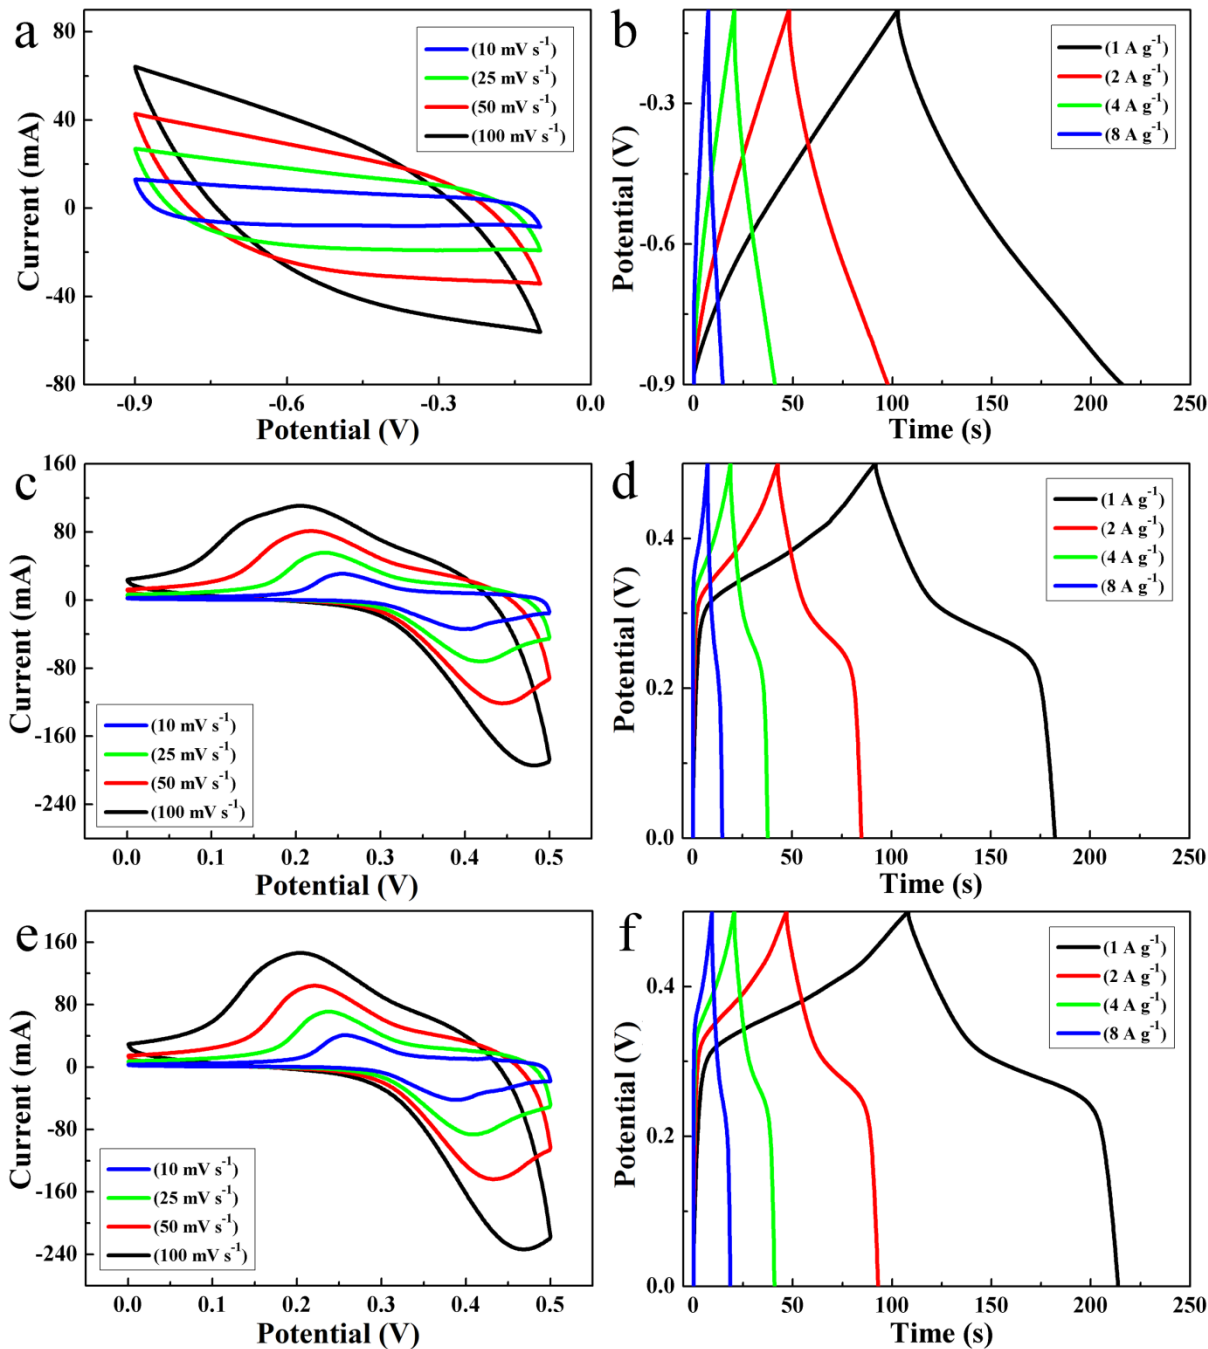 a
80
40
0
-40
-80
Current (mA)
(10 mV s⁻¹)
(25 mV s⁻¹)
(50 mV s⁻¹)
(100 mV s⁻¹)
-0.9
-0.6
-0.3
0.0
Potential (V)
b
-0.3
-0.6
-0.9
Potential (V)
(1 A g⁻¹)
(2 A g⁻¹)
(4 A g⁻¹)
(8 A g⁻¹)
0
50
100
150
200
250
Time (s)
c
160
80
0
-80
-160
-240
Current (mA)
(10 mV s⁻¹)
(25 mV s⁻¹)
(50 mV s⁻¹)
(100 mV s⁻¹)
0.0
0.1
0.2
0.3
0.4
0.5
Potential (V)
d
0.4
0.2
0.0
Potential (V)
(1 A g⁻¹)
(2 A g⁻¹)
(4 A g⁻¹)
(8 A g⁻¹)
0
50
100
150
200
250
Time (s)
e
160
80
0
-80
-160
-240
Current (mA)
(10 mV s⁻¹)
(25 mV s⁻¹)
(50 mV s⁻¹)
(100 mV s⁻¹)
0.0
0.1
0.2
0.3
0.4
0.5
Potential (V)
f
0.4
0.2
0.0
Potential (V)
(1 A g⁻¹)
(2 A g⁻¹)
(4 A g⁻¹)
(8 A g⁻¹)
0
50
100
150
200
250
Time (s)